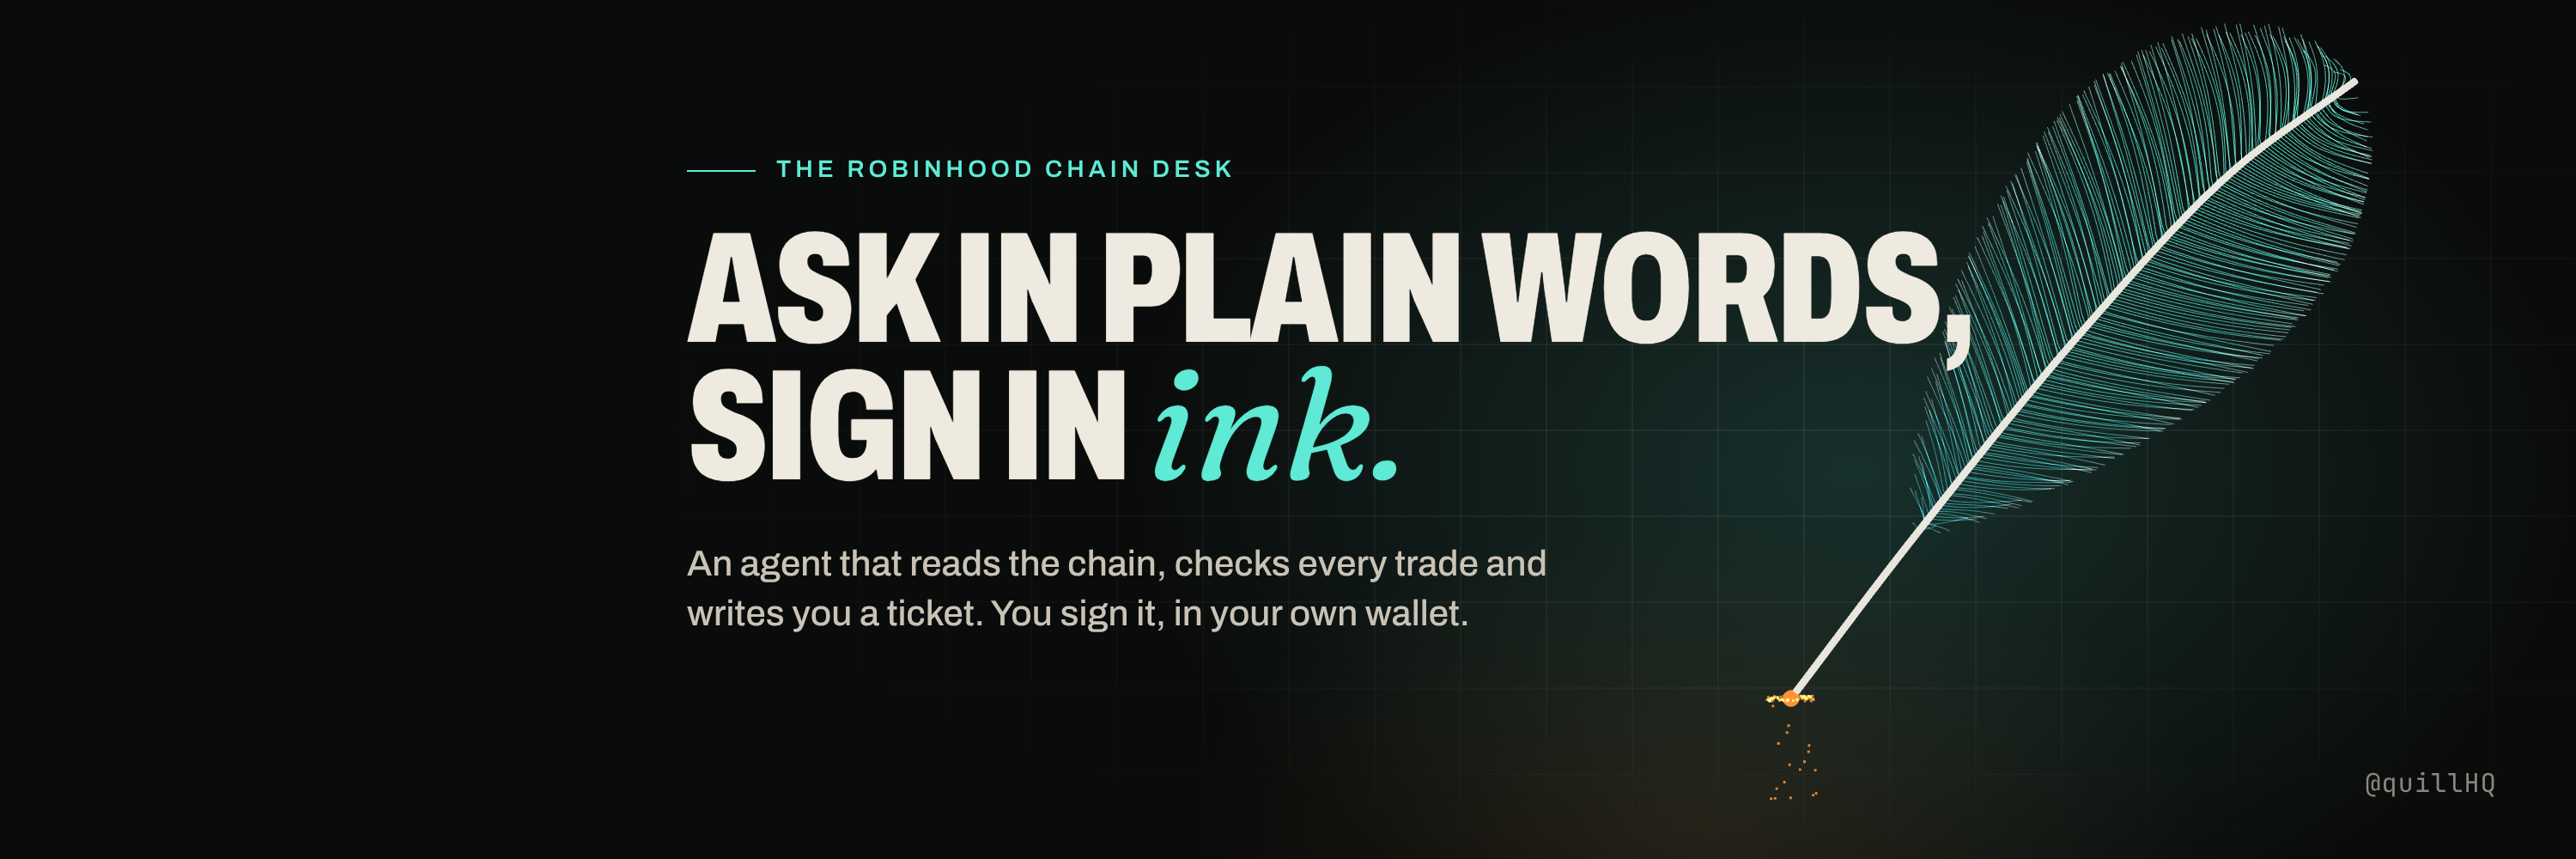 THE ROBINHOOD CHAIN DESK
ASK IN PLAIN WORDS,
SIGN IN ink.
An agent that reads the chain, checks every trade and
writes you a ticket. You sign it, in your own wallet.
@quillHQ